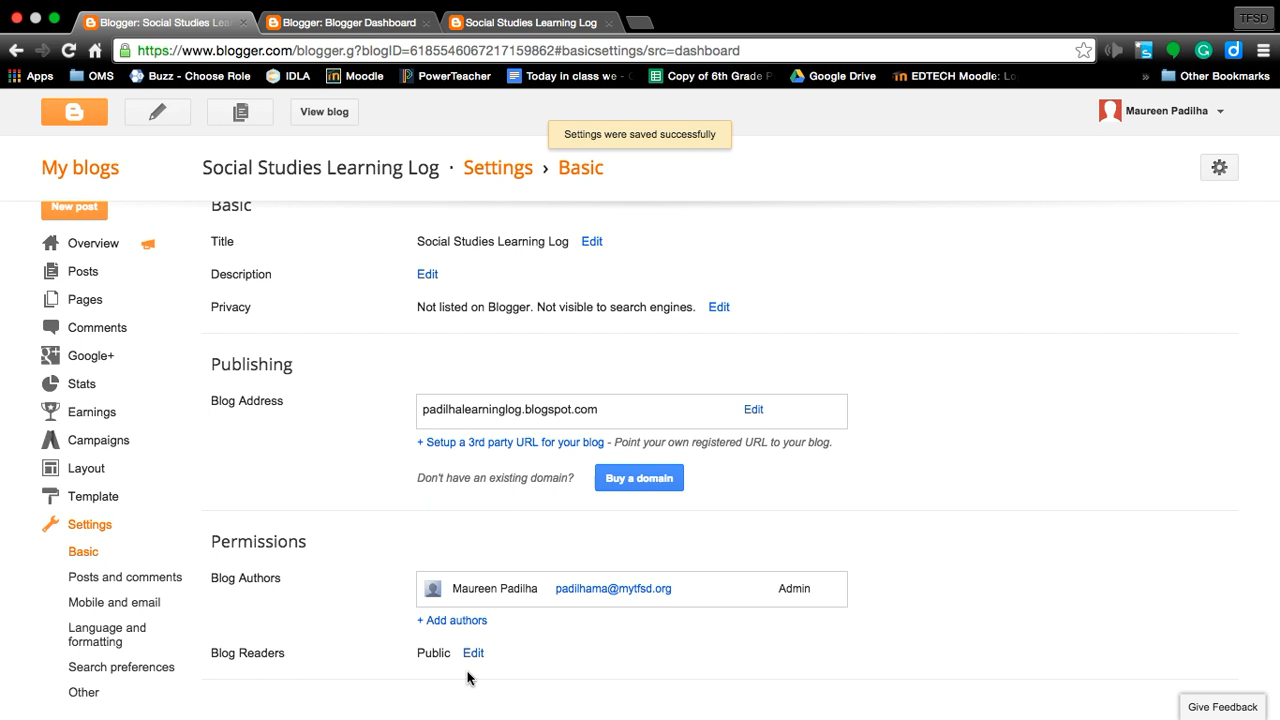 Blogger: Social Studies Le
Blogger: Blogger Dashboard
Social Studies Learning Log
TFSD
https://www.blogger.com/blogger.g?blogID=6185546067217159862#basicsettings/src=dashboard
Apps
OMS
Buzz - Choose Role
IDLA
Moodle
PowerTeacher
Today in class we -
Copy of 6th Grade P
Google Drive
EDTECH Moodle: Lo
»
Other Bookmarks
View blog
Maureen Padilha
Settings were saved successfully
My blogs
Social Studies Learning Log · Settings › Basic
New post
Basic
Overview
Title
Social Studies Learning Log Edit
Posts
Description
Edit
Pages
Privacy
Not listed on Blogger. Not visible to search engines. Edit
Comments
Google+
Publishing
Stats
Blog Address
padilhalearninglog.blogspot.com Edit
Earnings
Campaigns
+ Setup a 3rd party URL for your blog - Point your own registered URL to your blog.
Layout
Don't have an existing domain? Buy a domain
Template
Settings
Permissions
Basic
Posts and comments
Blog Authors
Maureen Padilha padilhama@mytfsd.org Admin
Mobile and email
+ Add authors
Language and
formatting
Blog Readers
Public Edit
Search preferences
Other
Give Feedback